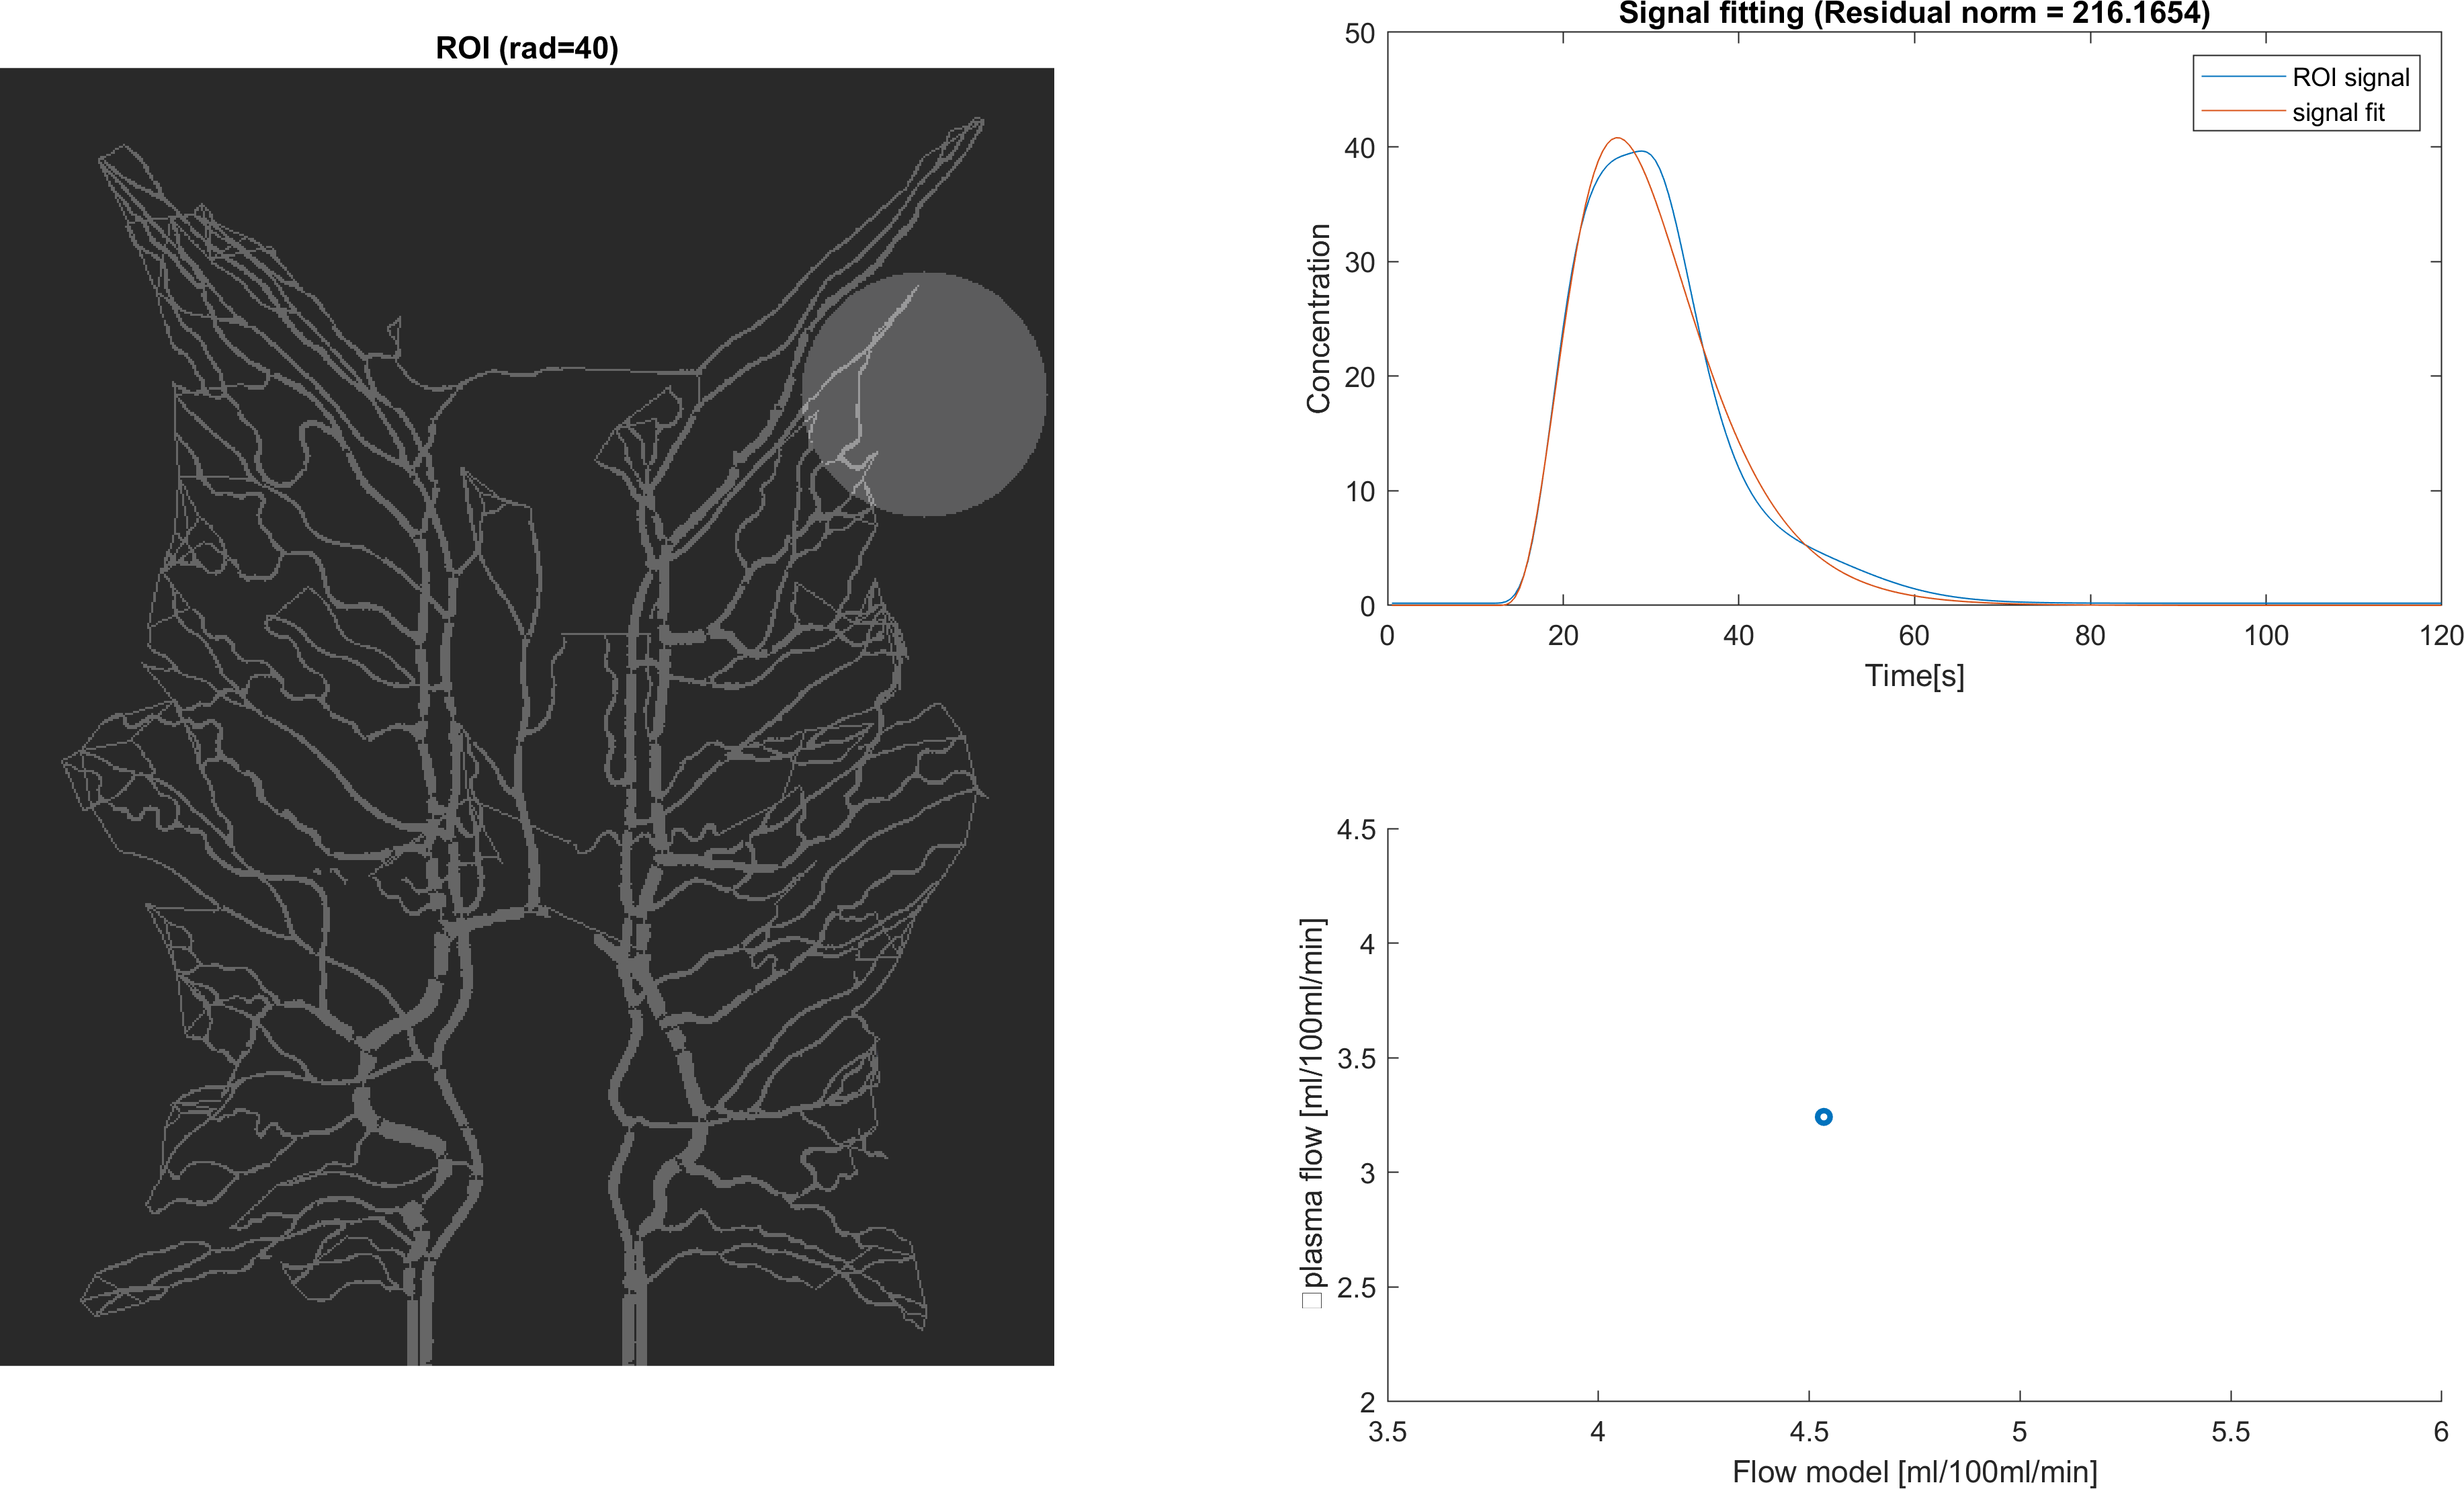 ROI (rad=40)
Signal fitting (Residual norm = 216.1654)
50
40
30
20
10
0
Concentration
ROI signal
signal fit
0 20 40 60 80 100 120
Time[s]
4.5
4
3.5
3
2.5
2
□ plasma flow [ml/100ml/min]
3.5 4 4.5 5 5.5 6
Flow model [ml/100ml/min]